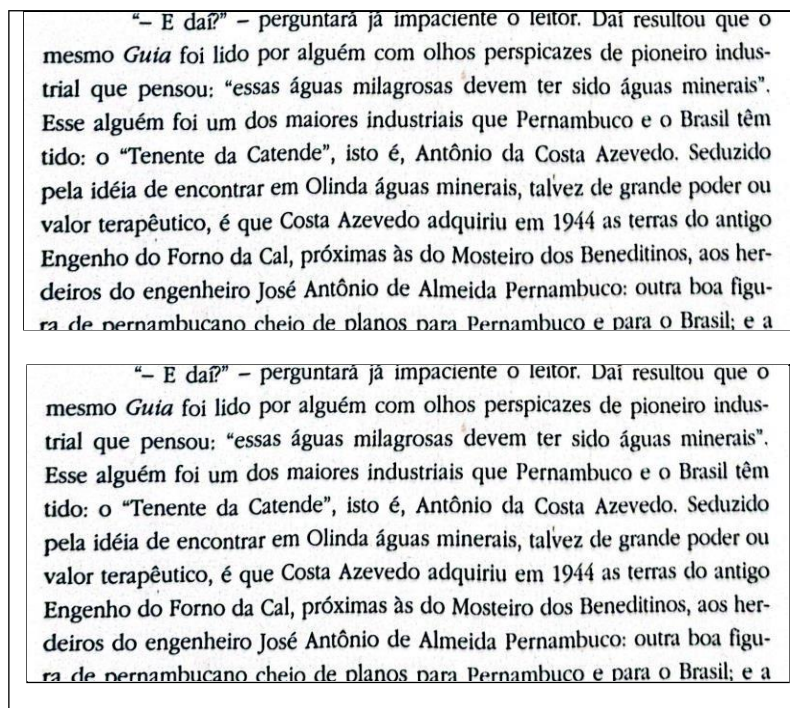 “– E daí?” – perguntará já impaciente o leitor. Daí resultou que o
mesmo Guia foi lido por alguém com olhos perspicazes de pioneiro indus-
trial que pensou: “essas águas milagrosas devem ter sido águas minerais”.
Esse alguém foi um dos maiores industriais que Pernambuco e o Brasil têm
tido: o “Tenente da Catende”, isto é, Antônio da Costa Azevedo. Seduzido
pela idéia de encontrar em Olinda águas minerais, talvez de grande poder ou
valor terapêutico, é que Costa Azevedo adquiriu em 1944 as terras do antigo
Engenho do Forno da Cal, próximas às do Mosteiro dos Beneditinos, aos her-
deiros do engenheiro José Antônio de Almeida Pernambuco: outra boa figu-
ra de pernambucano cheio de planos para Pernambuco e para o Brasil; e a
“– E daí?” – perguntará já impaciente o leitor. Daí resultou que o
mesmo Guia foi lido por alguém com olhos perspicazes de pioneiro indus-
trial que pensou: “essas águas milagrosas devem ter sido águas minerais”.
Esse alguém foi um dos maiores industriais que Pernambuco e o Brasil têm
tido: o “Tenente da Catende”, isto é, Antônio da Costa Azevedo. Seduzido
pela idéia de encontrar em Olinda águas minerais, talvez de grande poder ou
valor terapêutico, é que Costa Azevedo adquiriu em 1944 as terras do antigo
Engenho do Forno da Cal, próximas às do Mosteiro dos Beneditinos, aos her-
deiros do engenheiro José Antônio de Almeida Pernambuco: outra boa figu-
ra de pernambucano cheio de planos para Pernambuco e para o Brasil; e a